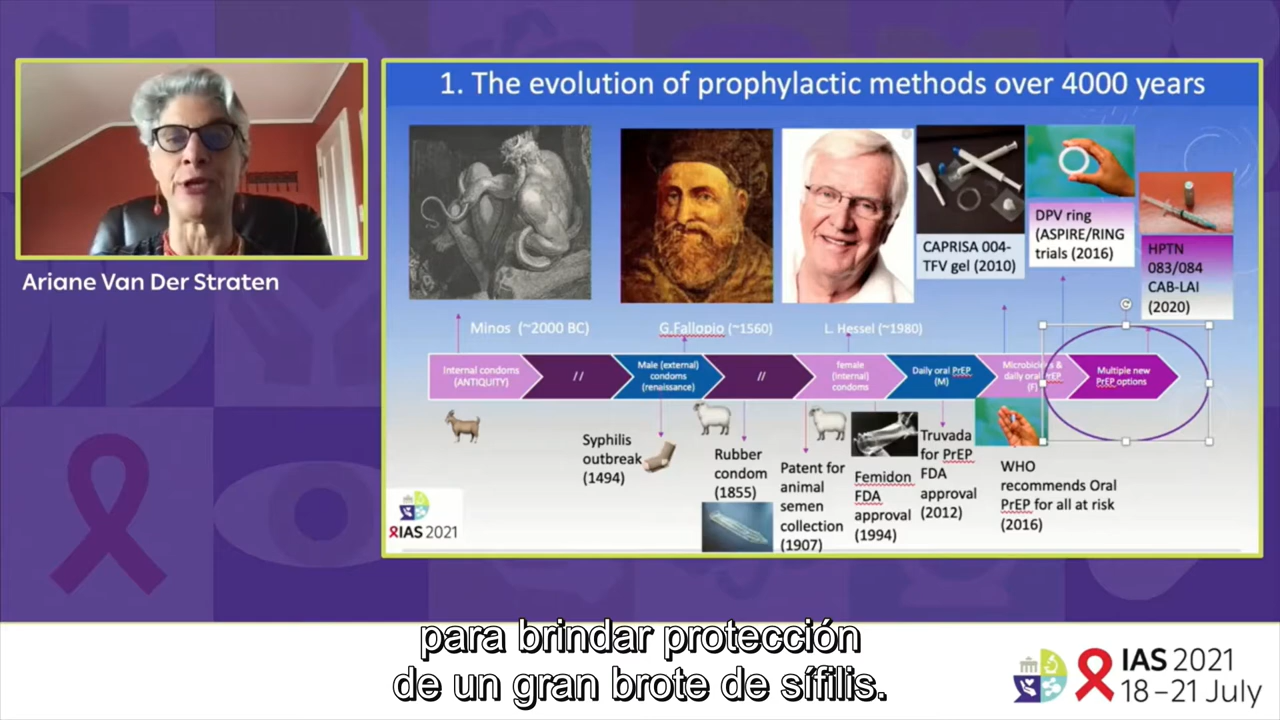 1. The evolution of prophylactic methods over 4000 years
Ariane Van Der Straten
CAPRISA 004-
TFV gel (2010)
DPV ring
(ASPIRE/RING
trials (2016)
HPTN
083/084
CAB-LAI
(2020)
Minos (~2000 BC)
G.Fallopio (~1560)
L. Hessel (~1980)
Internal condoms
(ANTIQUITY)
//
Male (external)
condoms
(renaissance)
//
female
(internal)
condoms
Daily oral PrEP
(M)
Microbicides &
daily oral PrEP
(F)
Multiple new
PrEP options
Syphilis
outbreak
(1494)
Rubber
condom
(1855)
Patent for
animal
semen
collection
(1907)
Femidon
FDA
approval
(1994)
Truvada
for PrEP
FDA
approval
(2012)
WHO
recommends Oral
PrEP for all at risk
(2016)
IAS 2021
para brindar protección
de un gran brote de sífilis.
IAS 2021
18 – 21 July